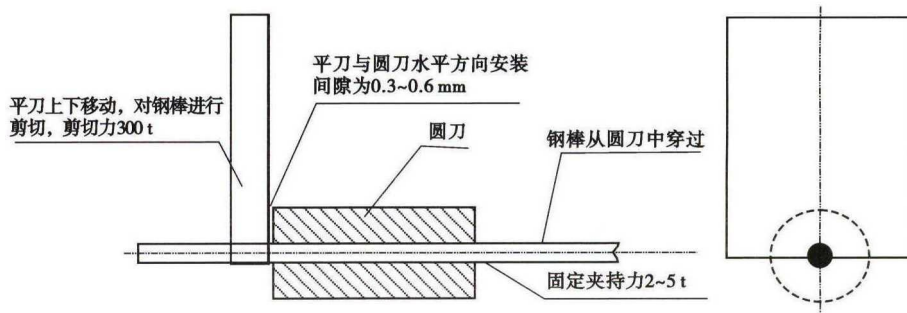 平刀与圆刀水平方向安装
间隙为0.3~0.6 mm
平刀上下移动，对钢棒进行
剪切，剪切力300 t
圆刀
钢棒从圆刀中穿过
固定夹持力2~5 t